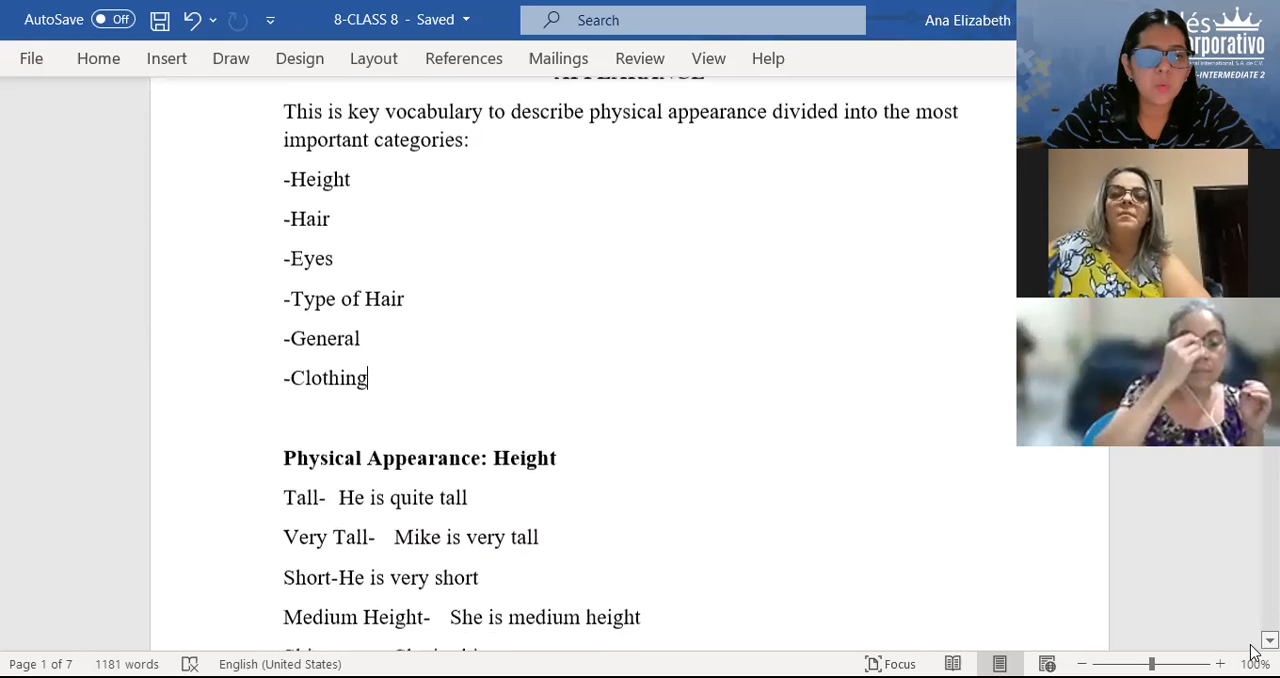 AutoSave Off 8-CLASS 8 - Saved Search Ana Elizabeth
File Home Insert Draw Design Layout References Mailings Review View Help
This is key vocabulary to describe physical appearance divided into the most
important categories:
-Height
-Hair
-Eyes
-Type of Hair
-General
-Clothing
Physical Appearance: Height
Tall- He is quite tall
Very Tall- Mike is very tall
Short-He is very short
Medium Height- She is medium height
Page 1 of 7 1181 words English (United States) Focus 100%